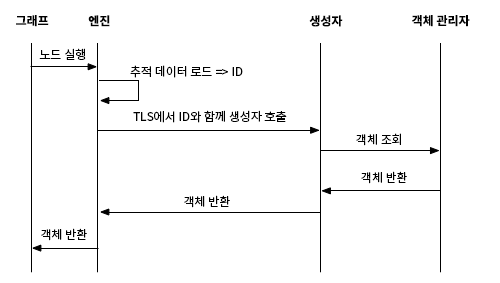 그래프 엔진 생성자 객체 관리자
노드 실행
추적 데이터 로드 => ID
TLS에서 ID와 함께 생성자 호출
객체 조회
객체 반환
객체 반환
객체 반환